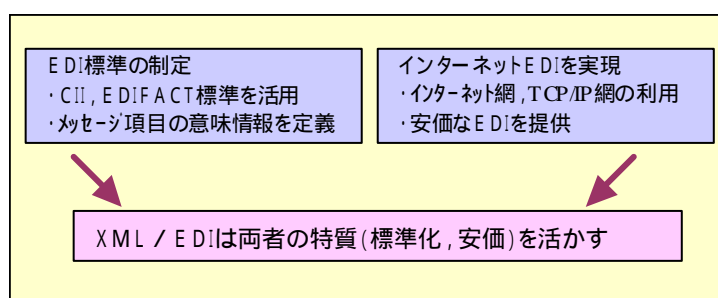 EDI標準の制定
・CII,EDIFACT標準を活用
・ﾒｯｾｰｼﾞ項目の意味情報を定義
インターネットEDIを実現
・ｲﾝﾀｰﾈｯﾄ網,TCP/IP網の利用
・安価なEDIを提供
XML/EDIは両者の特質(標準化,安価)を活かす